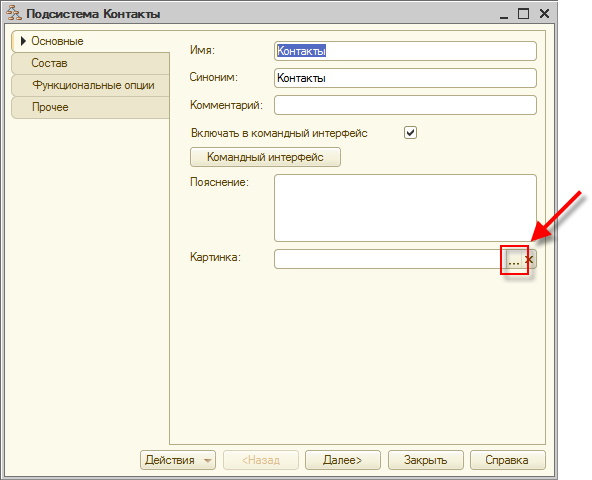 Подсистема Контакты
Основные
Состав
Функциональные опции
Прочее
Имя: Контакты
Синоним: Контакты
Комментарий:
Включать в командный интерфейс
Командный интерфейс
Пояснение:
Картинка: ...
Действия <Назад Далее> Закрыть Справка